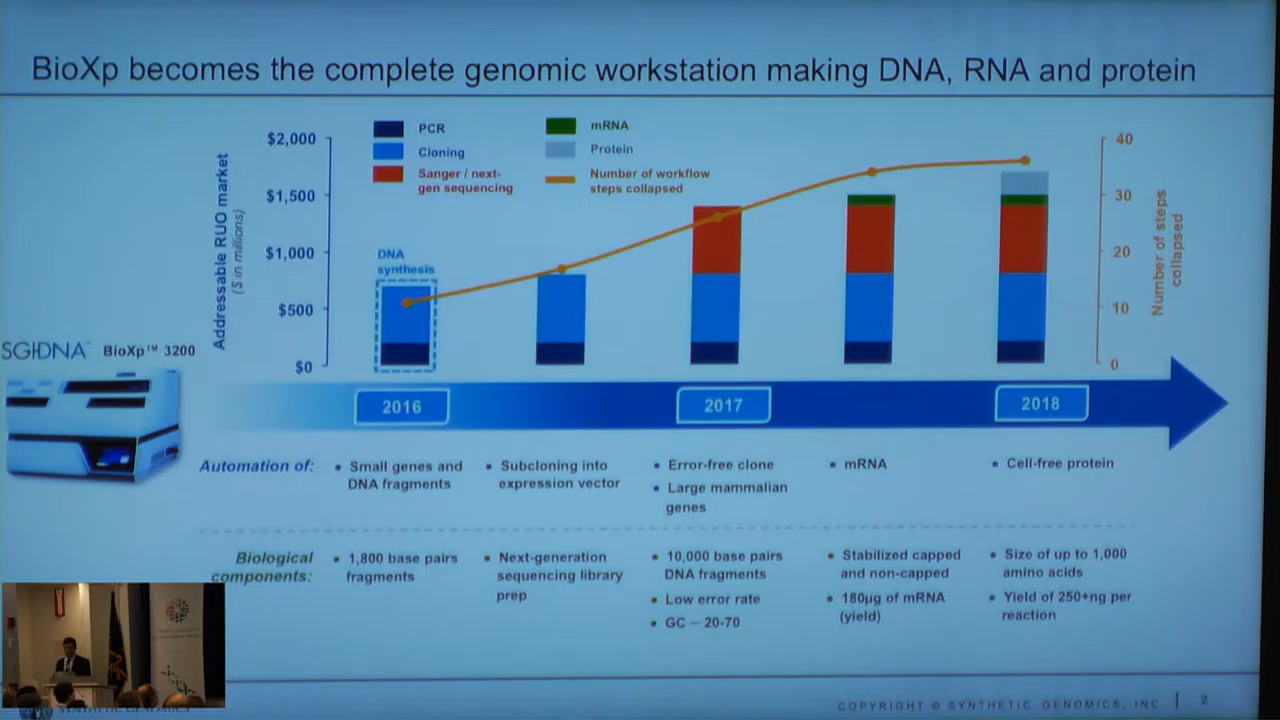 BioXp becomes the complete genomic workstation making DNA, RNA and protein
Addressable RUO market
($ in millions)
$2,000
$1,500
$1,000
$500
$0
PCR
Cloning
Sanger / next-
gen sequencing
mRNA
Protein
Number of workflow
steps collapsed
DNA
synthesis
40
30
20
10
0
Number of steps
collapsed
SGI-DNA™ BioXp™ 3200
2016
2017
2018
Automation of:
• Small genes and
DNA fragments
• Subcloning into
expression vector
• Error-free clone
• Large mammalian
genes
• mRNA
• Cell-free protein
Biological
components:
• 1,800 base pairs
fragments
• Next-generation
sequencing library
prep
• 10,000 base pairs
DNA fragments
• Low error rate
• GC – 20-70
• Stabilized capped
and non-capped
• 180µg of mRNA
(yield)
• Size of up to 1,000
amino acids
• Yield of 250+ng per
reaction
COPYRIGHT © SYNTHETIC GENOMICS, INC. | 2